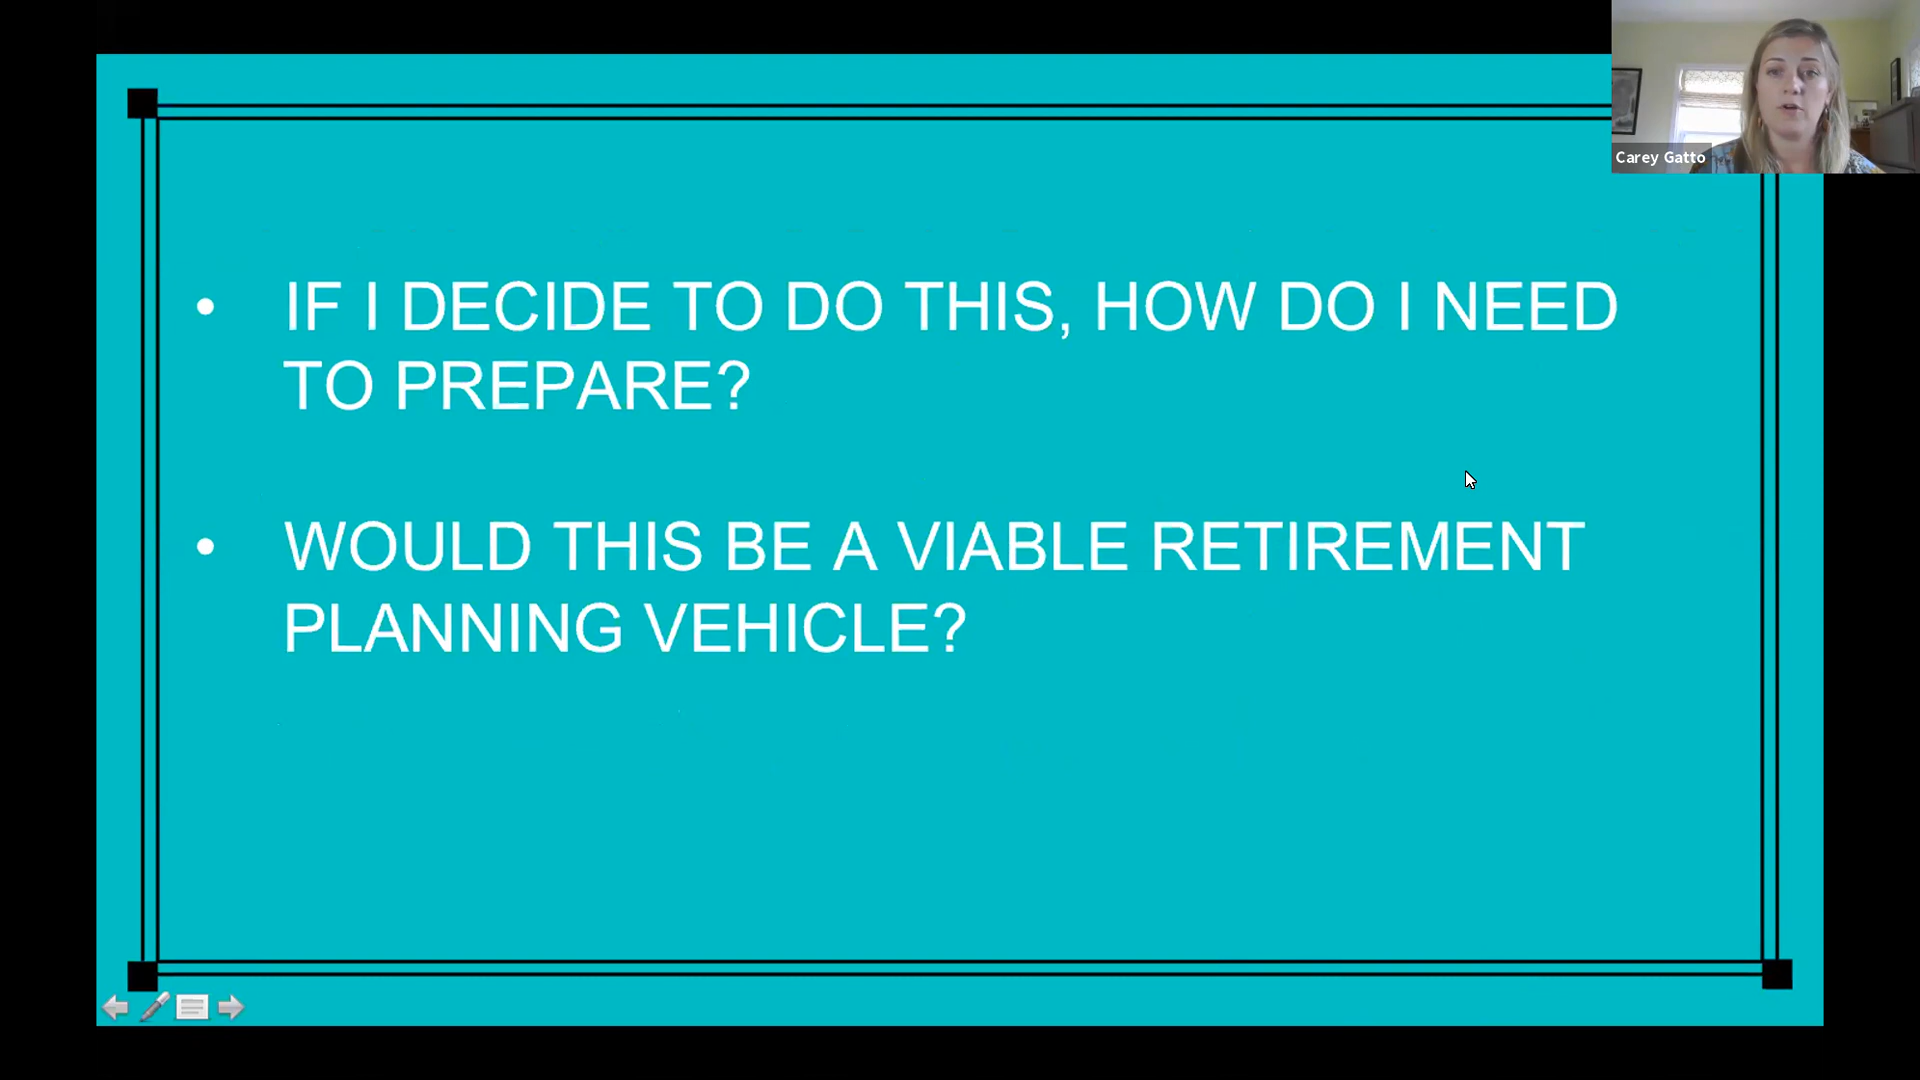 Carey Gatto
• IF I DECIDE TO DO THIS, HOW DO I NEED
TO PREPARE?
• WOULD THIS BE A VIABLE RETIREMENT
PLANNING VEHICLE?